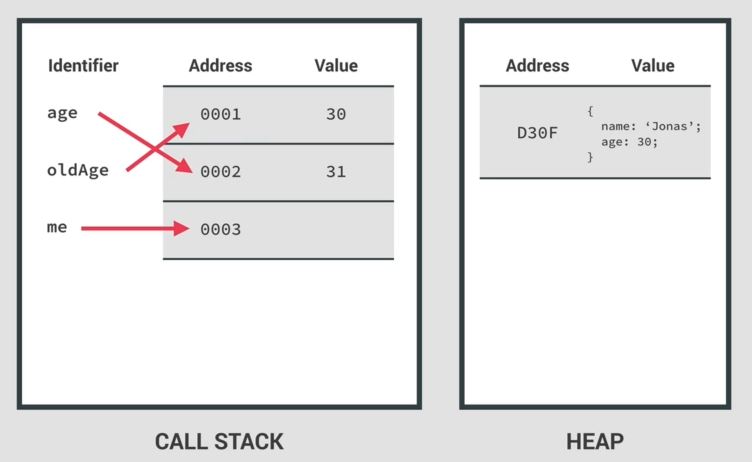 Identifier Address Value
age 0001 30
oldAge 0002 31
me 0003
CALL STACK
Address Value
D30F
{
name: ‘Jonas’;
age: 30;
}
HEAP